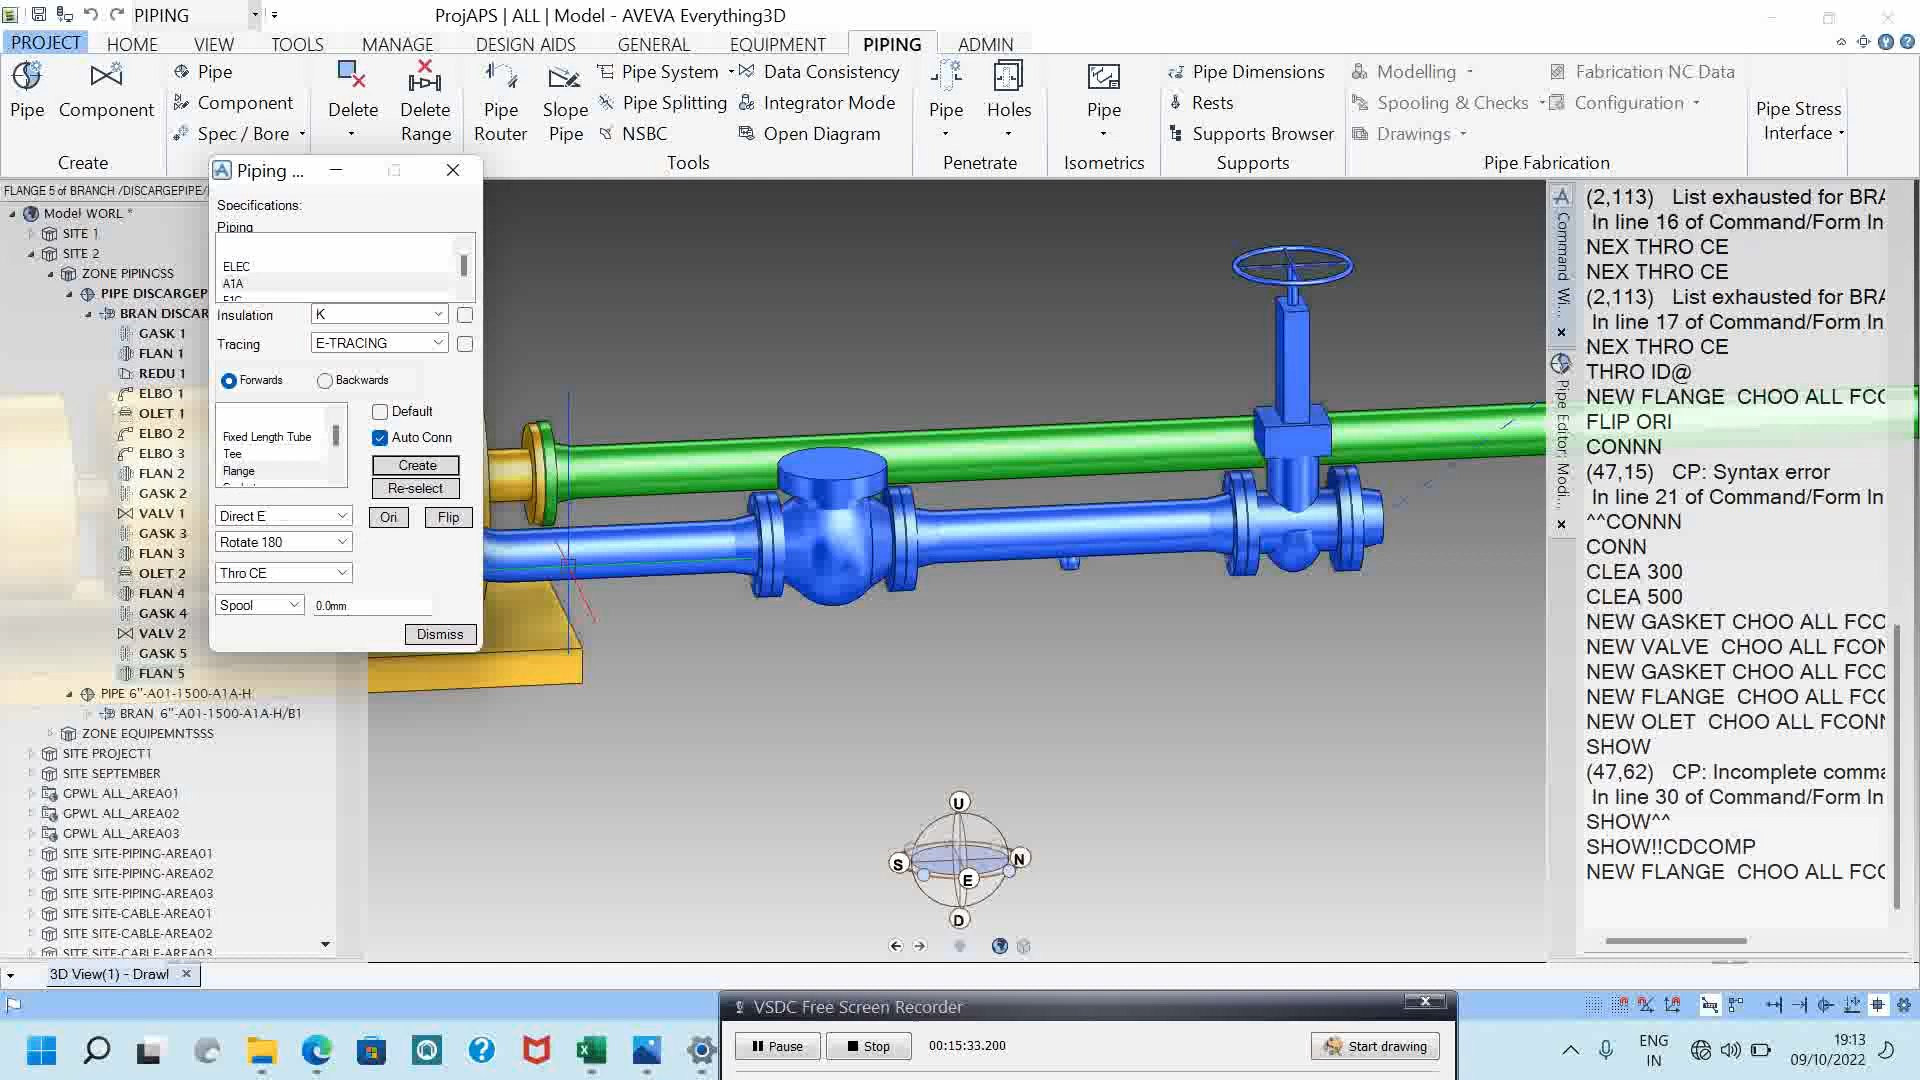 PIPING
ProjAPS | ALL | Model - AVEVA Everything3D
PROJECT HOME VIEW TOOLS MANAGE DESIGN AIDS GENERAL EQUIPMENT PIPING ADMIN
Pipe
Component
Create
Pipe
Component
Spec / Bore
Delete
Delete Range
Pipe Router
Slope Pipe
Pipe System
Pipe Splitting
NSBC
Data Consistency
Integrator Mode
Open Diagram
Tools
Pipe
Holes
Penetrate
Pipe
Isometrics
Pipe Dimensions
Rests
Supports Browser
Supports
Modelling
Spooling & Checks
Drawings
Fabrication NC Data
Configuration
Pipe Fabrication
Pipe Stress Interface
FLANGE 5 of BRANCH /DISCARGEPIPE/
Model WORL *
SITE 1
SITE 2
ZONE PIPINGSS
PIPE DISCARGEP
BRAN DISCAR
GASK 1
FLAN 1
REDU 1
ELBO 1
OLET 1
ELBO 2
ELBO 3
FLAN 2
GASK 2
VALV 1
GASK 3
FLAN 3
OLET 2
FLAN 4
GASK 4
VALV 2
GASK 5
FLAN 5
PIPE 6"-A01-1500-A1A-H
BRAN 6"-A01-1500-A1A-H/B1
ZONE EQUIPEMNTSSS
SITE PROJECT1
SITE SEPTEMBER
GPWL ALL_AREA01
GPWL ALL_AREA02
GPWL ALL_AREA03
SITE SITE-PIPING-AREA01
SITE SITE-PIPING-AREA02
SITE SITE-PIPING-AREA03
SITE SITE-CABLE-AREA01
SITE SITE-CABLE-AREA02
SITE SITE-CABLE-AREA03
Piping ...
Specifications:
Piping
ELEC
A1A
Insulation K
Tracing E-TRACING
Forwards Backwards
Fixed Length Tube
Tee
Flange
Default
Auto Conn
Create
Re-select
Direct E Ori Flip
Rotate 180
Thro CE
Spool 0.0mm
Dismiss
U
S N
E
D
Command Wi...
Pipe Editor: Modi...
(2,113) List exhausted for BRA
In line 16 of Command/Form In
NEX THRO CE
NEX THRO CE
(2,113) List exhausted for BRA
In line 17 of Command/Form In
NEX THRO CE
THRO ID@
NEW FLANGE CHOO ALL FCO
FLIP ORI
CONNN
(47,15) CP: Syntax error
In line 21 of Command/Form In
^^CONNN
CONN
CLEA 300
CLEA 500
NEW GASKET CHOO ALL FCC
NEW VALVE CHOO ALL FCON
NEW GASKET CHOO ALL FCC
NEW FLANGE CHOO ALL FCO
NEW OLET CHOO ALL FCONN
SHOW
(47,62) CP: Incomplete comma
In line 30 of Command/Form In
SHOW^^
SHOW!!CDCOMP
NEW FLANGE CHOO ALL FCO
3D View(1) - Drawl
VSDC Free Screen Recorder
Pause Stop 00:15:33.200 Start drawing
ENG
IN
19:13
09/10/2022